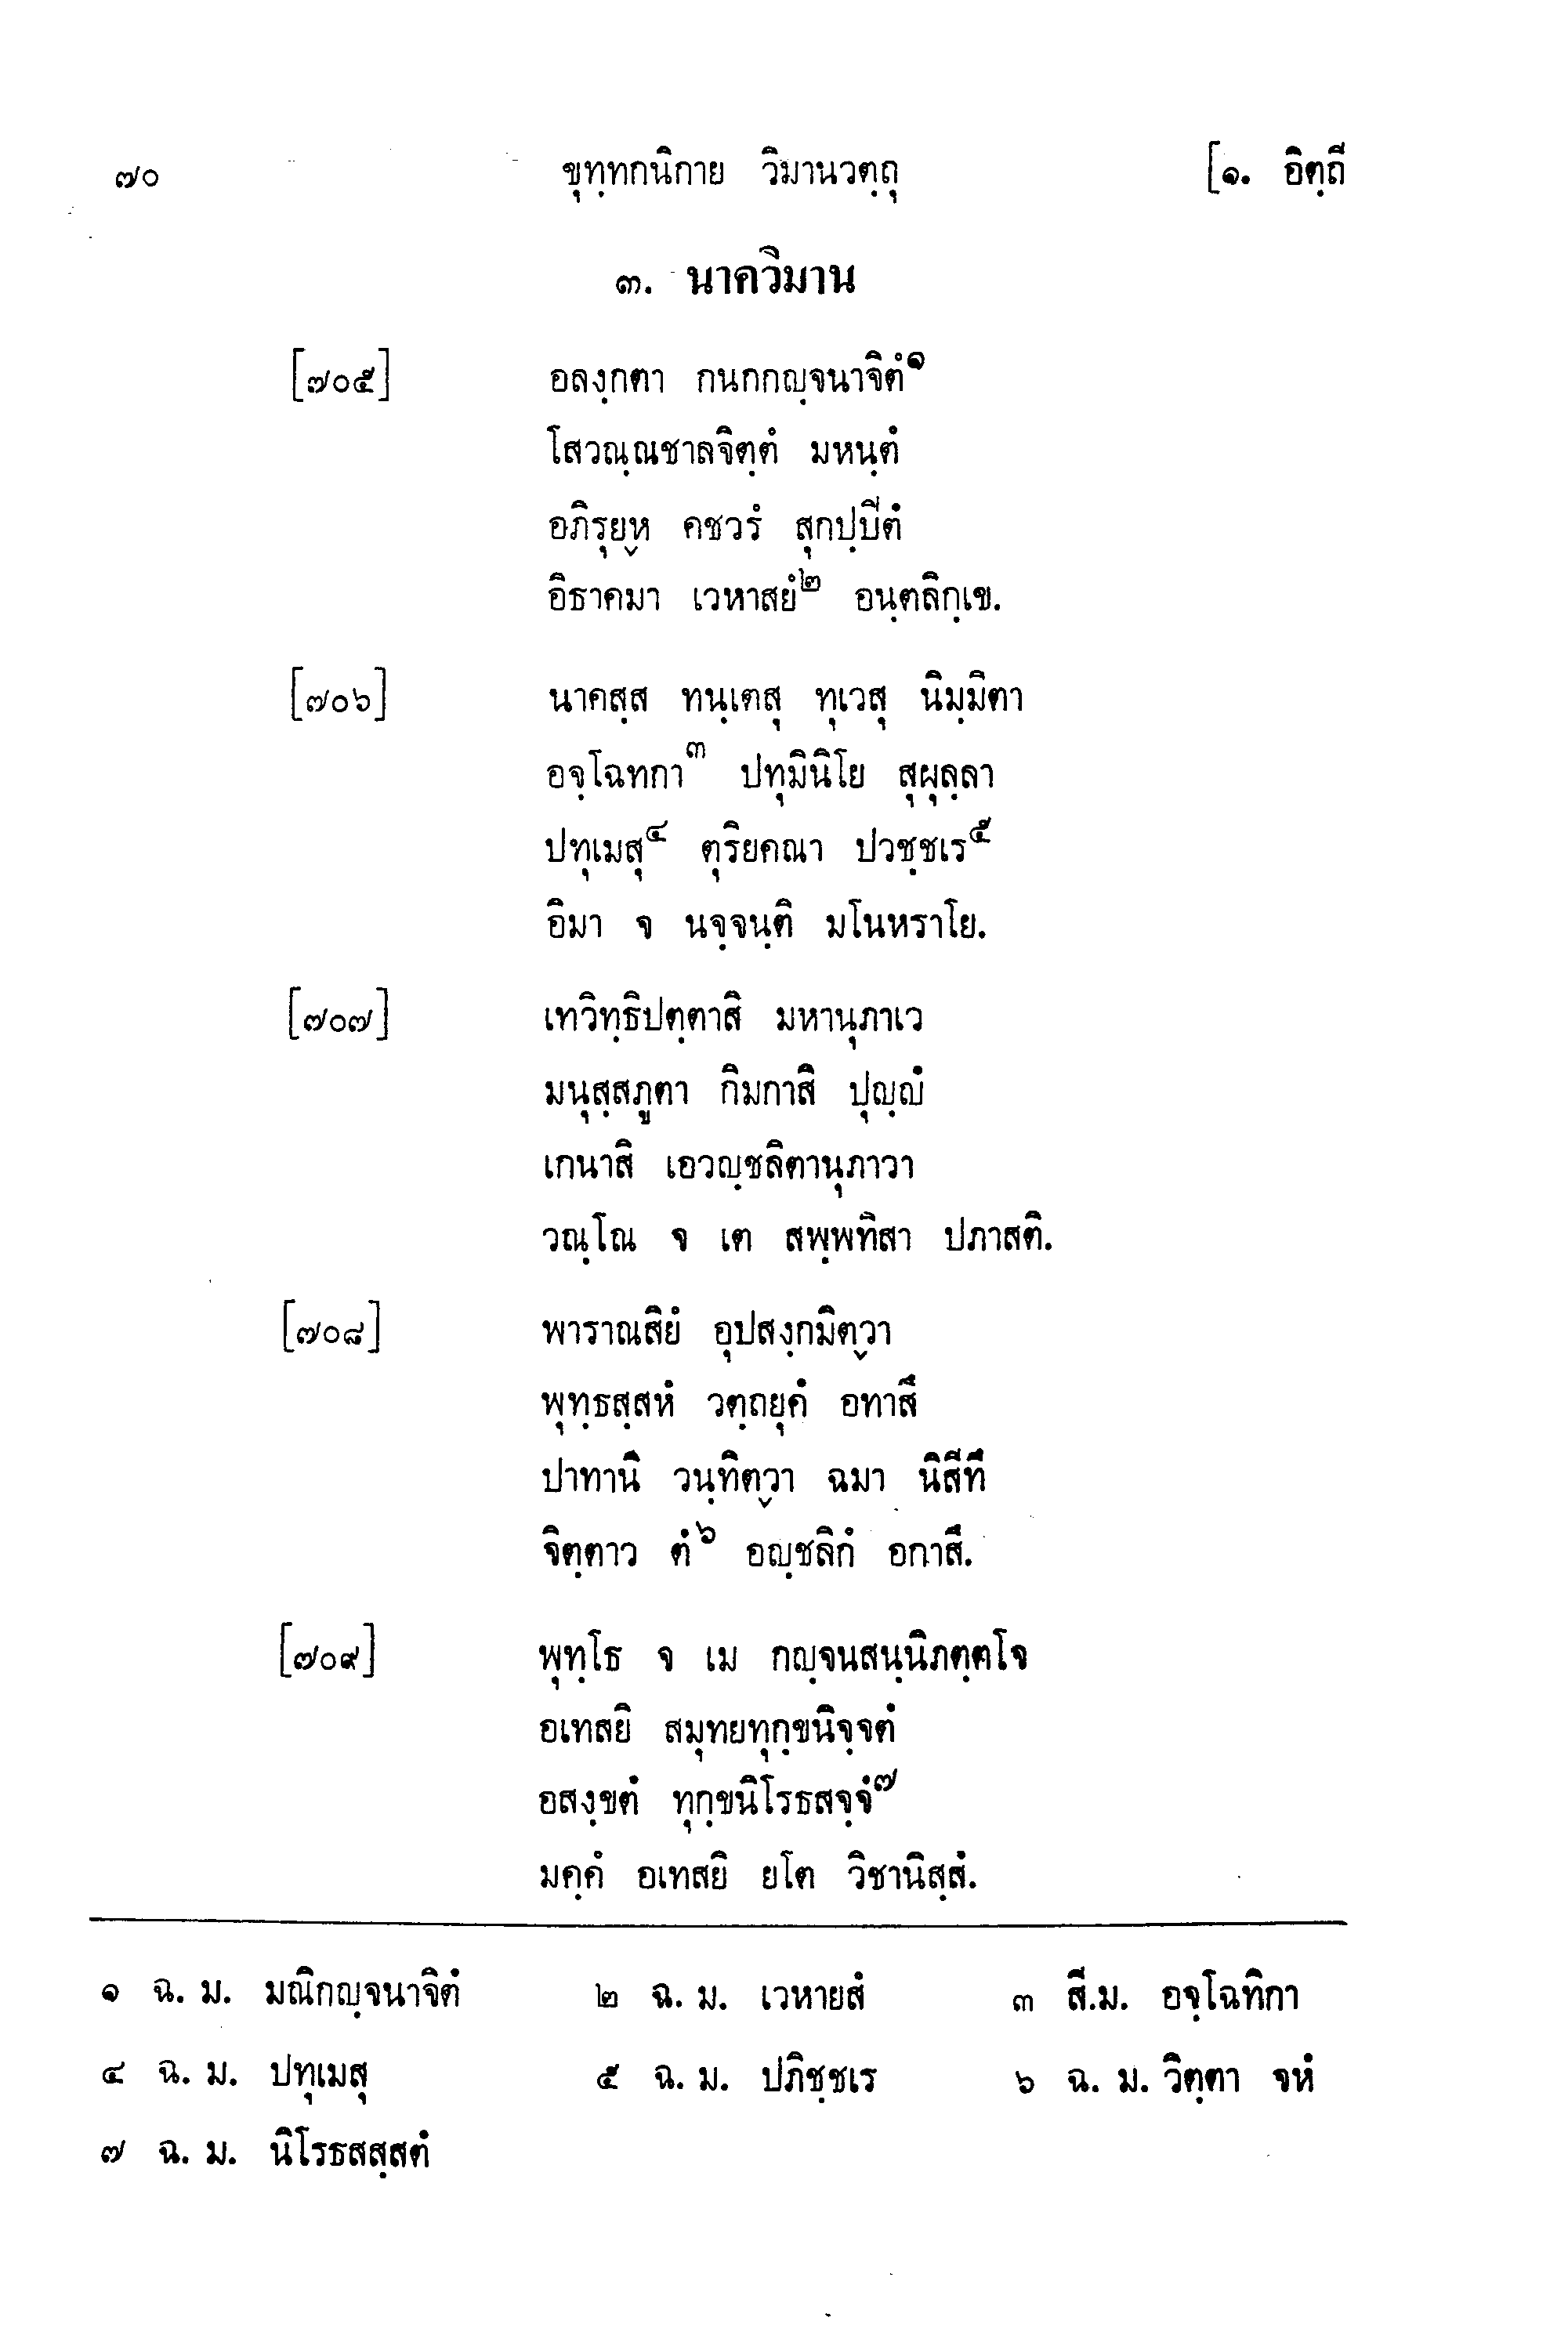 ๗๐ ขุทฺทกนิกาย วิมานวตฺถุ [๑. อิตฺถี
๓. นาควิมาน
[๗๐๕] อลงฺกตา กนกกญฺจนาจิตํ๑
โสวณฺณชาลจิตฺตํ มหนฺตํ
อภิรุยฺห คชวรํ สุกปฺปิตํ
อิธาคมา เวหาสยํ๒ อนฺตลิกฺเข.
[๗๐๖] นาคสฺส ทนฺเตสุ ทุเวสุ นิมฺมิตา
อจฺโฉทกา๓ ปทุมินิโย สุผุลฺลา
ปทุเมสุ๔ ตุริยคณา ปวชฺชเร๕
อิมา จ นจฺจนฺติ มโนหราโย.
[๗๐๗] เทวิทฺธิปตฺตาสิ มหานุภาเว
มนุสฺสภูตา กิมกาสิ ปุญฺญํ
เกนาสิ เอวญฺชลิตานุภาวา
วณฺโณ จ เต สพฺพทิสา ปภาสติ.
[๗๐๘] พาราณสิยํ อุปสงฺกมิตฺวา
พุทฺธสฺสหํ วตฺถยุคํ อทาสึ
ปาทานิ วนฺทิตฺวา ฉมา นิสีทึ
จิตฺตาว ตํ๖ อญฺชลิกํ อกาสึ.
[๗๐๙] พุทฺโธ จ เม กญฺจนสนฺนิภตฺตโจ
อเทสยิ สมุทยทุกฺขนิจฺจตํ
อสงฺขตํ ทุกฺขนิโรธสจฺจํ๗
มคฺคํ อเทสยิ ยโต วิชานิสฺสํ.
๑ ฉ. ม. มณิกญฺจนาจิตํ ๒ ฉ. ม. เวหายสํ ๓ สี.ม. อจฺโฉทิกา
๔ ฉ. ม. ปทุเมสุ ๕ ฉ. ม. ปภิชฺชเร ๖ ฉ. ม. วิตฺตา จหํ
๗ ฉ. ม. นิโรธสสฺสตํ